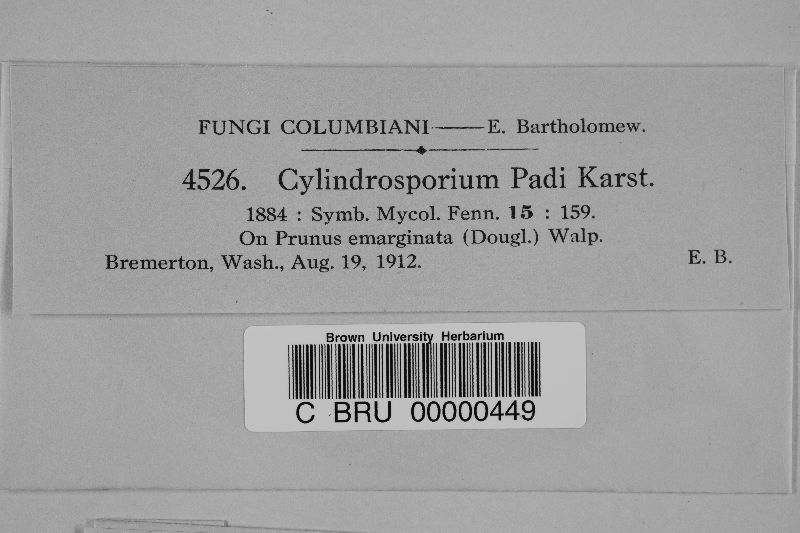 FUNGI COLUMBIANI—E. Bartholomew.
4526. Cylindrosporium Padi Karst.
1884 : Symb. Mycol. Fenn. 15 : 159.
On Prunus emarginata (Dougl.) Walp.
Bremerton, Wash., Aug. 19, 1912. E. B.
Brown University Herbarium
C BRU 00000449